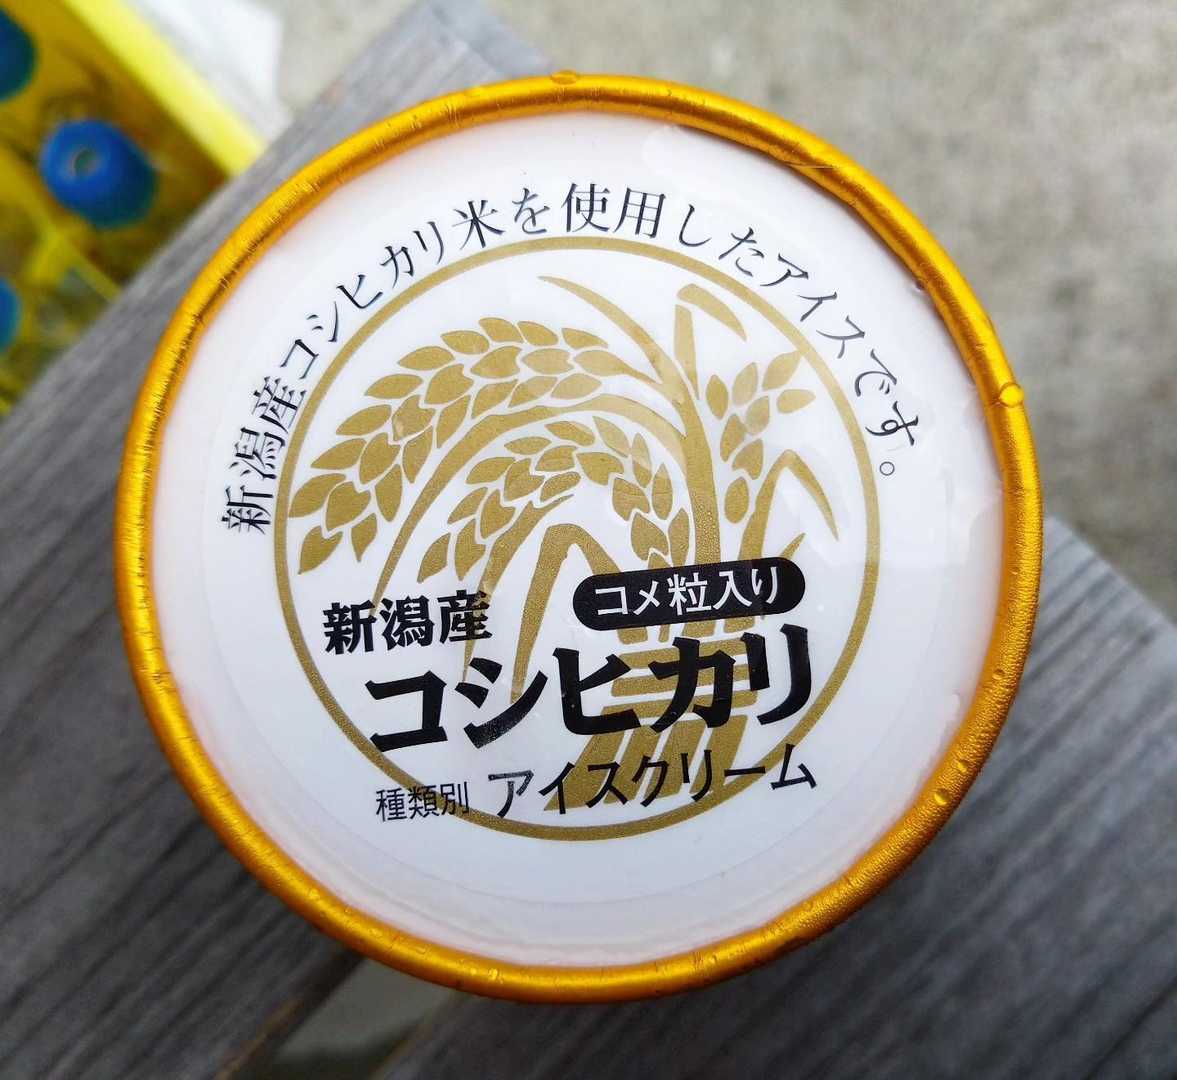 新潟産コシヒカリ米を使用したアイスです。
コメ粒入り
新潟産
コシヒカリ
種類別 アイスクリーム